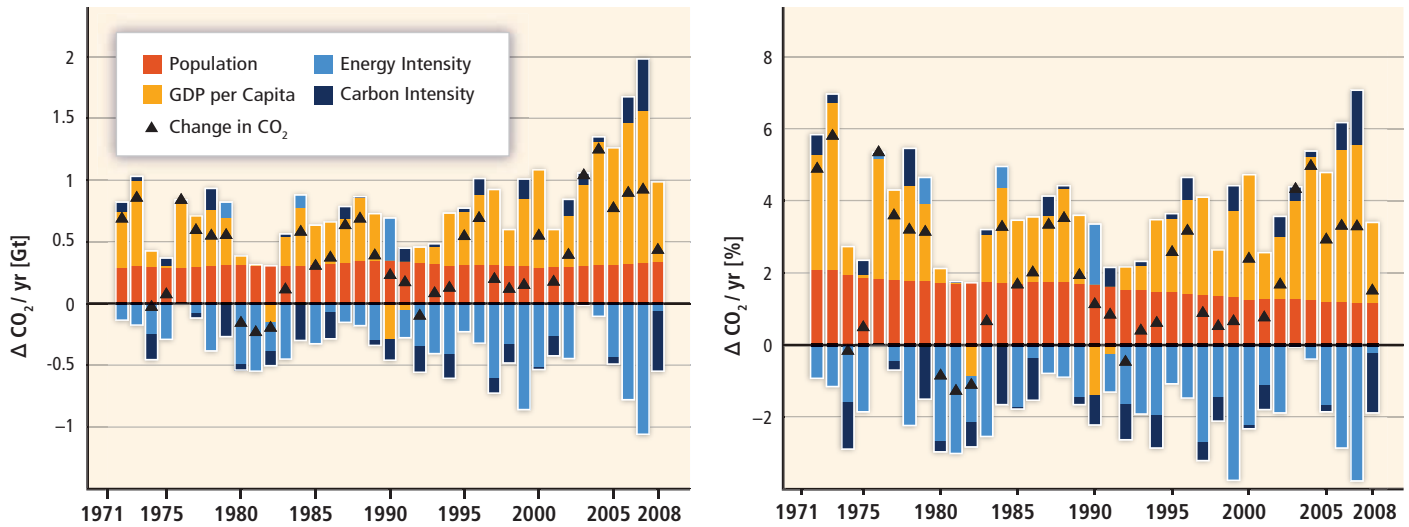 Δ CO₂ / yr [Gt]
2
1.5
1
0.5
0
-0.5
−1
Population
GDP per Capita
Change in CO₂
Energy Intensity
Carbon Intensity
1971 1975 1980 1985 1990 1995 2000 2005 2008
Δ CO₂ / yr [%]
8
6
4
2
0
−2
1971 1975 1980 1985 1990 1995 2000 2005 2008